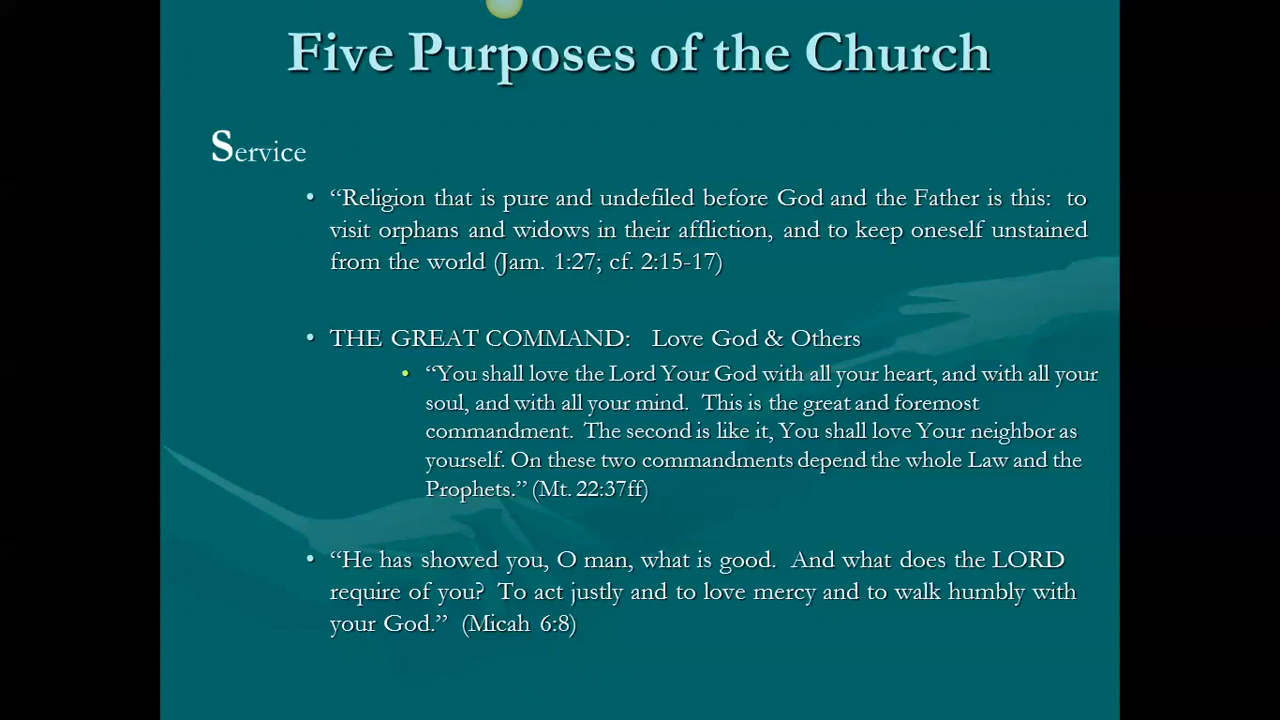 Five Purposes of the Church
Service
• “Religion that is pure and undefiled before God and the Father is this:  to
visit orphans and widows in their affliction, and to keep oneself unstained
from the world (Jam. 1:27; cf. 2:15-17)
• THE GREAT COMMAND:   Love God & Others
• “You shall love the Lord Your God with all your heart, and with all your
soul, and with all your mind.  This is the great and foremost
commandment.  The second is like it, You shall love Your neighbor as
yourself. On these two commandments depend the whole Law and the
Prophets.” (Mt. 22:37ff)
• “He has showed you, O man, what is good.  And what does the LORD
require of you?  To act justly and to love mercy and to walk humbly with
your God.”  (Micah 6:8)